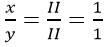 x/y = II/II = 1/1